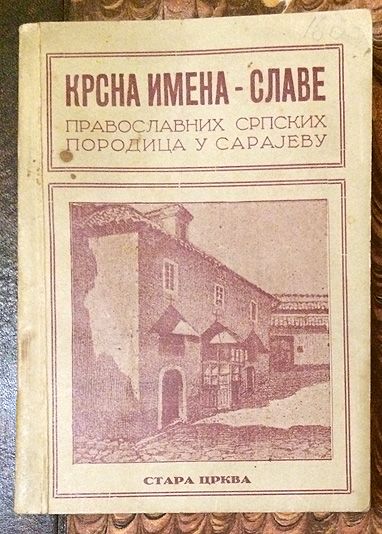 КРСНА ИМЕНА - СЛАВЕ
ПРАВОСЛАВНИХ СРПСКИХ
ПОРОДИЦА У САРАЈЕВУ
СТАРА ЦРКВА